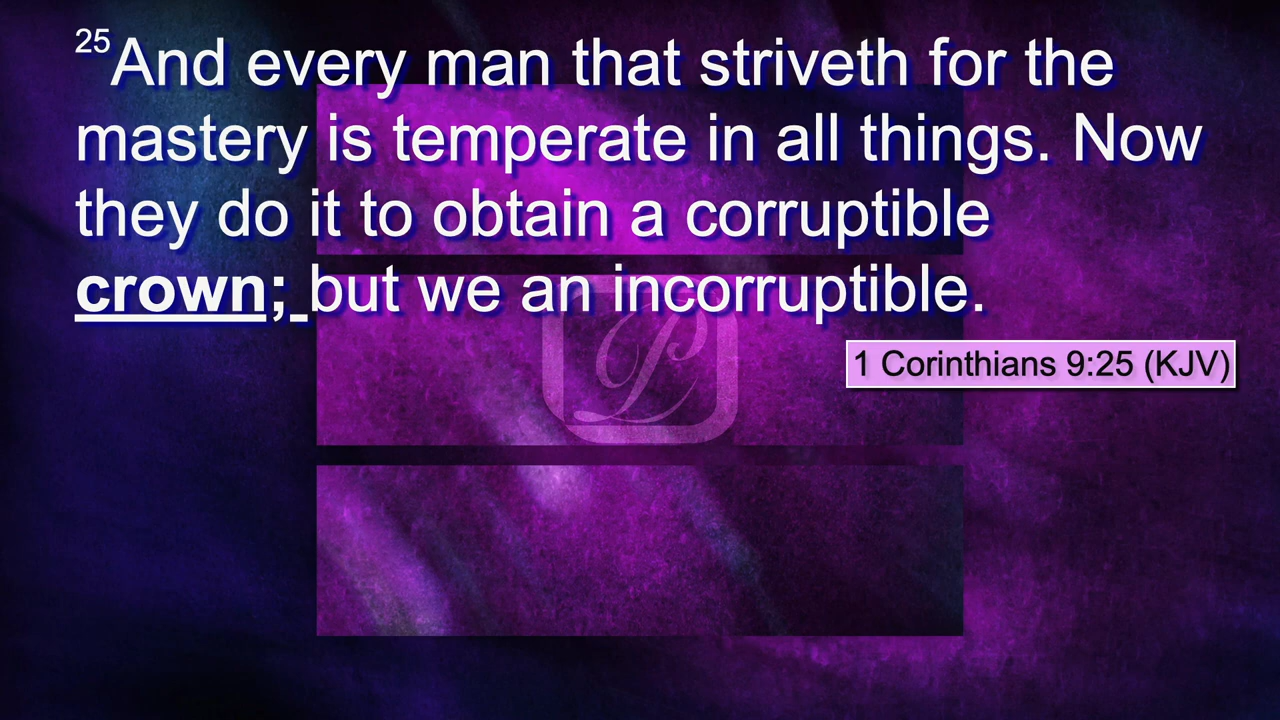 25And every man that striveth for the
mastery is temperate in all things. Now
they do it to obtain a corruptible
crown; but we an incorruptible.
1 Corinthians 9:25 (KJV)
P